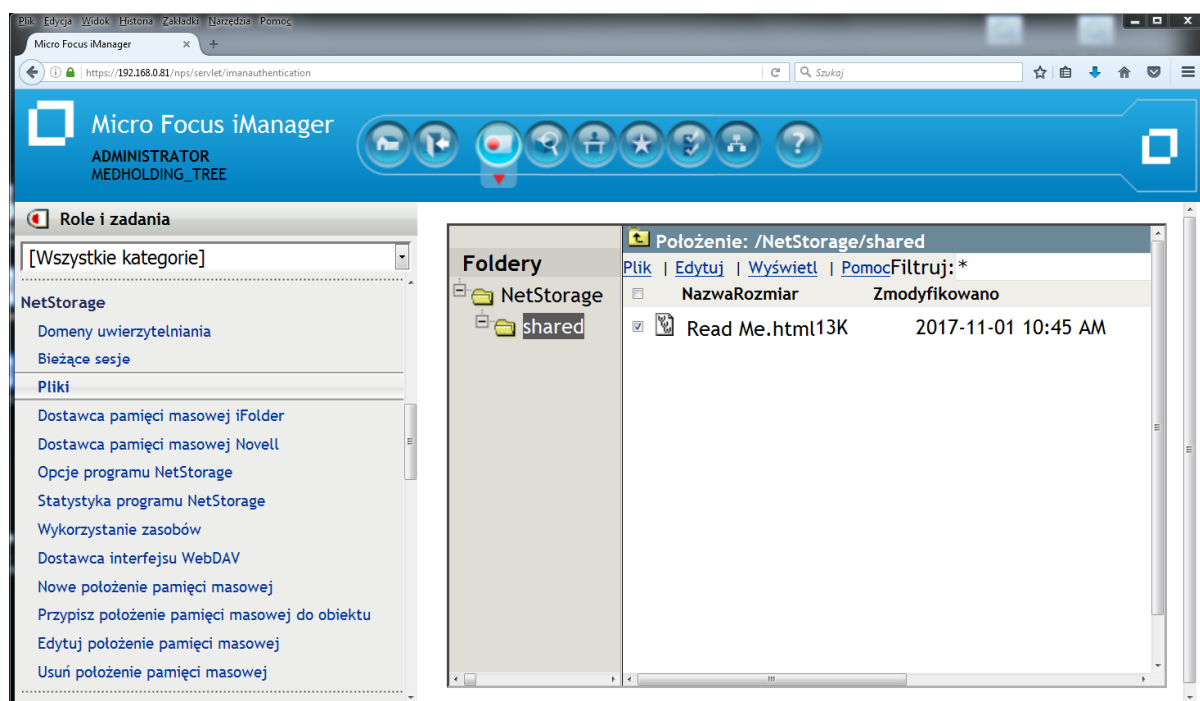 Plik Edycja Widok Historia Zakładki Narzędzia Pomoc
Micro Focus iManager × +
https://192.168.0.81/nps/servlet/imanauthentication
Szukaj
Micro Focus iManager
ADMINISTRATOR
MEDHOLDING_TREE
?
Role i zadania
[Wszystkie kategorie]
NetStorage
Domeny uwierzytelniania
Bieżące sesje
Pliki
Dostawca pamięci masowej iFolder
Dostawca pamięci masowej Novell
Opcje programu NetStorage
Statystyka programu NetStorage
Wykorzystanie zasobów
Dostawca interfejsu WebDAV
Nowe położenie pamięci masowej
Przypisz położenie pamięci masowej do obiektu
Edytuj położenie pamięci masowej
Usuń położenie pamięci masowej
Foldery
NetStorage
shared
Położenie: /NetStorage/shared
Plik | Edytuj | Wyświetl | PomocFiltruj: *
NazwaRozmiar Zmodyfikowano
Read Me.html13K 2017-11-01 10:45 AM